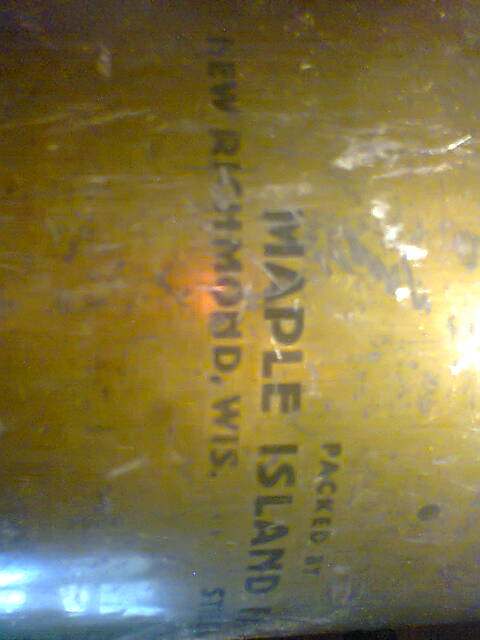 PACKED BY
MAPLE ISLAND
NEW RICHMOND, WIS.